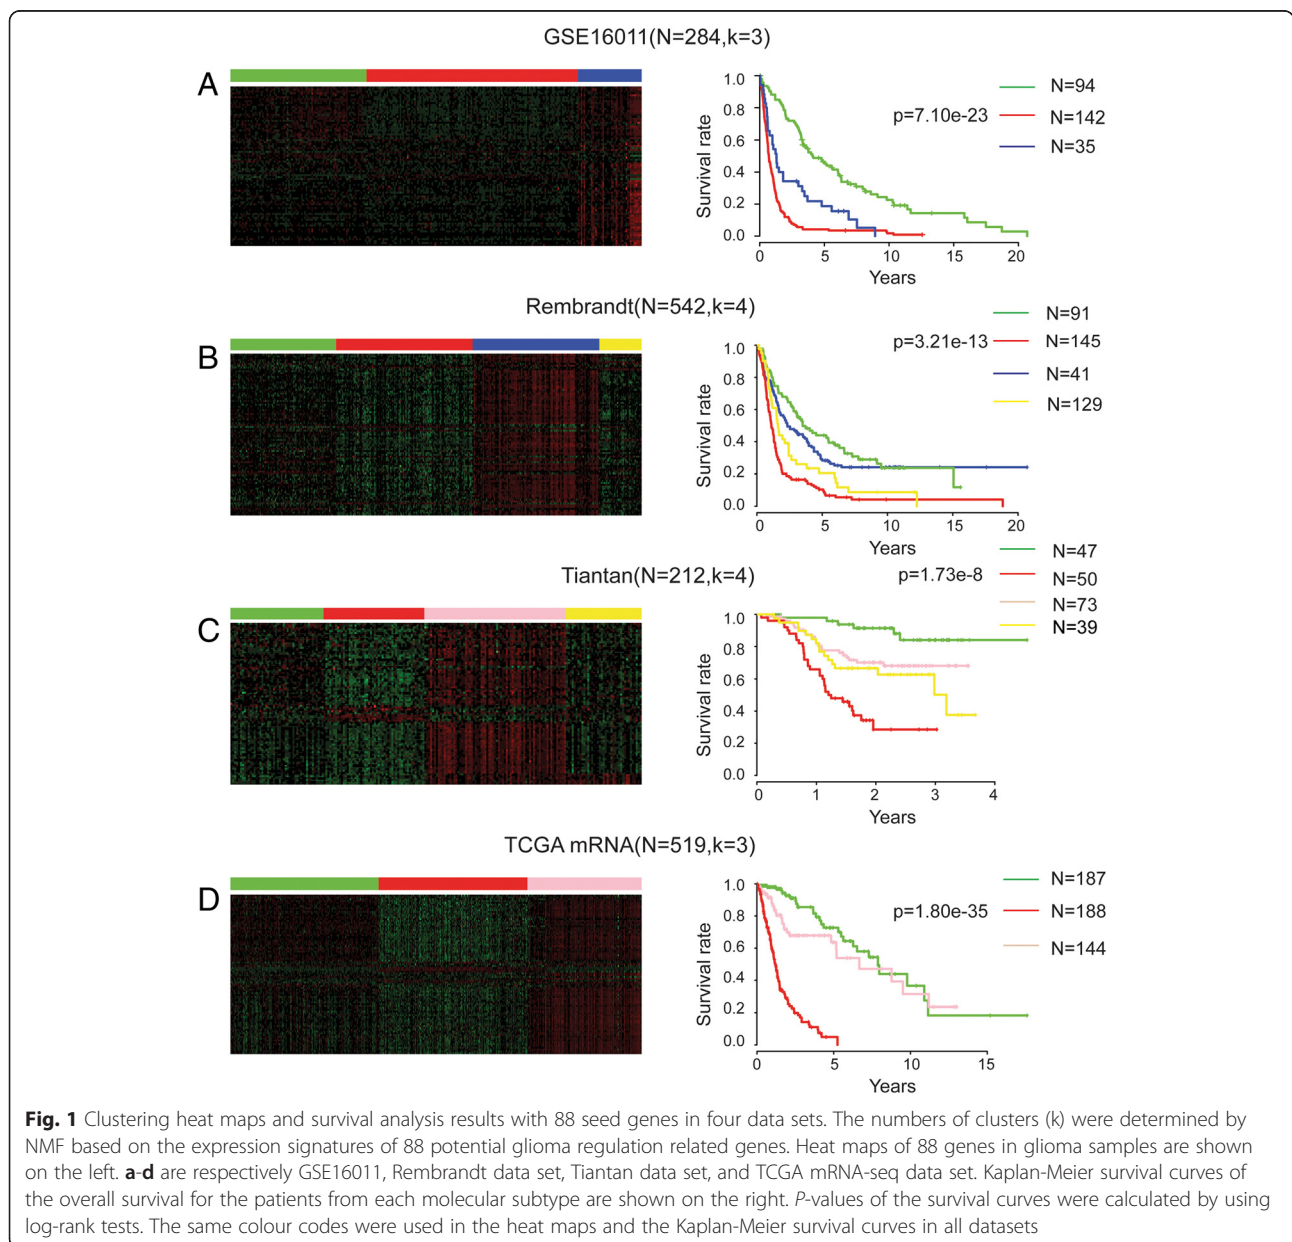 GSE16011(N=284,k=3)
A
1.0
0.8
0.6
0.4
0.2
0.0
Survival rate
p=7.10e-23
N=94
N=142
N=35
0 5 10 15 20
Years
Rembrandt(N=542,k=4)
B
1.0
0.8
0.6
0.4
0.2
0.0
Survival rate
p=3.21e-13
N=91
N=145
N=41
N=129
0 5 10 15 20
Years
Tiantan(N=212,k=4)
C
1.0
0.8
0.6
0.4
0.2
0.0
Survival rate
p=1.73e-8
N=47
N=50
N=73
N=39
0 1 2 3 4
Years
TCGA mRNA(N=519,k=3)
D
1.0
0.8
0.6
0.4
0.2
0.0
Survival rate
p=1.80e-35
N=187
N=188
N=144
0 5 10 15
Years
Fig. 1 Clustering heat maps and survival analysis results with 88 seed genes in four data sets. The numbers of clusters (k) were determined by
NMF based on the expression signatures of 88 potential glioma regulation related genes. Heat maps of 88 genes in glioma samples are shown
on the left. a-d are respectively GSE16011, Rembrandt data set, Tiantan data set, and TCGA mRNA-seq data set. Kaplan-Meier survival curves of
the overall survival for the patients from each molecular subtype are shown on the right. P-values of the survival curves were calculated by using
log-rank tests. The same colour codes were used in the heat maps and the Kaplan-Meier survival curves in all datasets